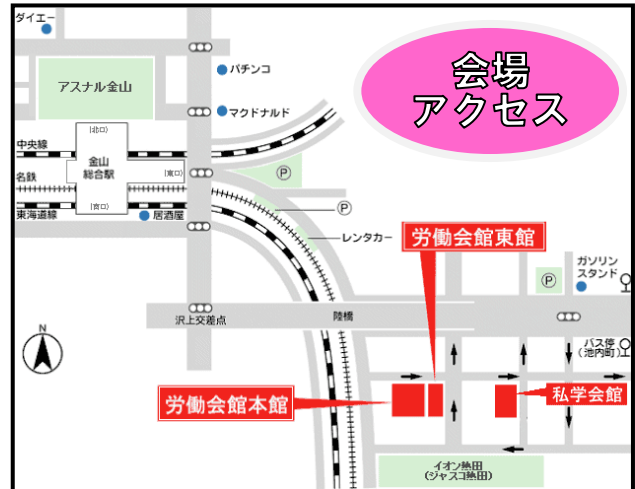 ダイエー
会場
アクセス
パチンコ
アスナル金山
マクドナルド
(北口)
中央線
金山
総合駅
(東口)
名鉄
P
(南口)
東海道線
居酒屋
P
レンタカー
労働会館東館
ガソリン
スタンド
P
沢上交差点
陸橋
N
バス停
(池内町)
労働会館本館
私学会館
イオン熱田
(ジャスコ熱田)